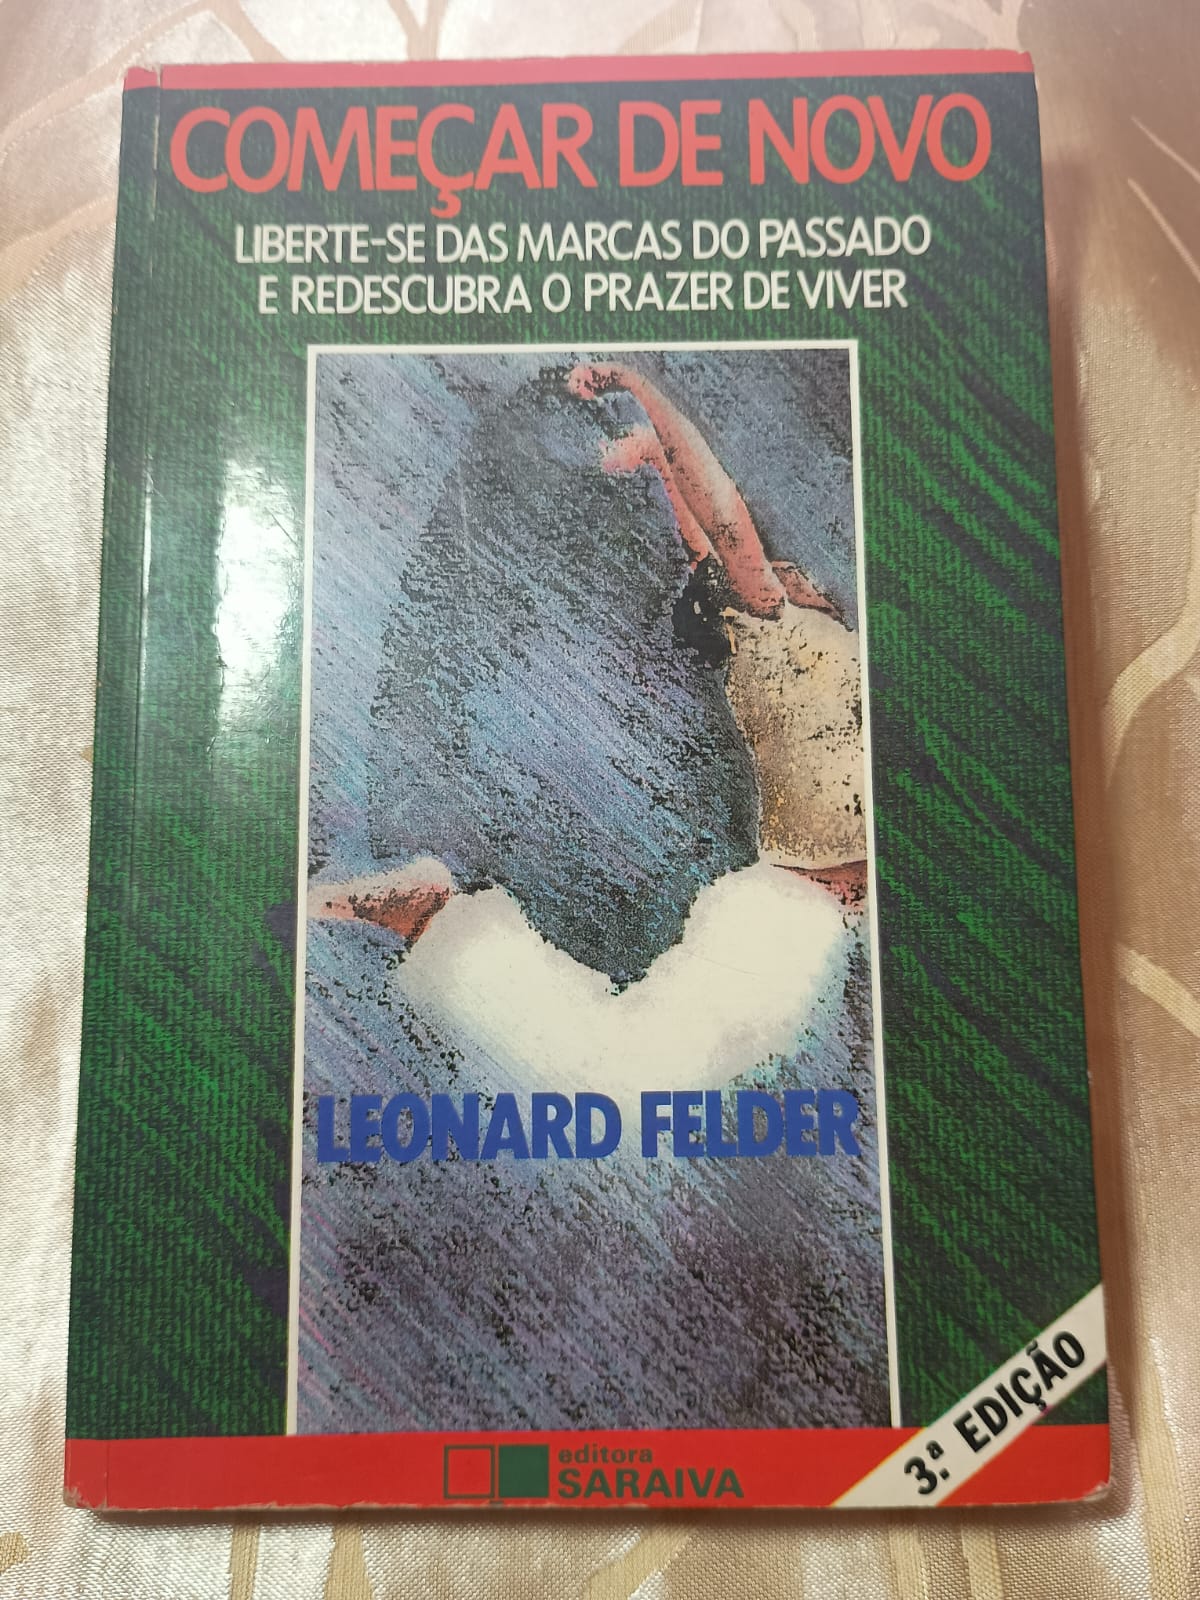 COMEÇAR DE NOVO
LIBERTE-SE DAS MARCAS DO PASSADO
E REDESCUBRA O PRAZER DE VIVER
LEONARD FELDER
editora
SARAIVA
3.ª EDIÇÃO